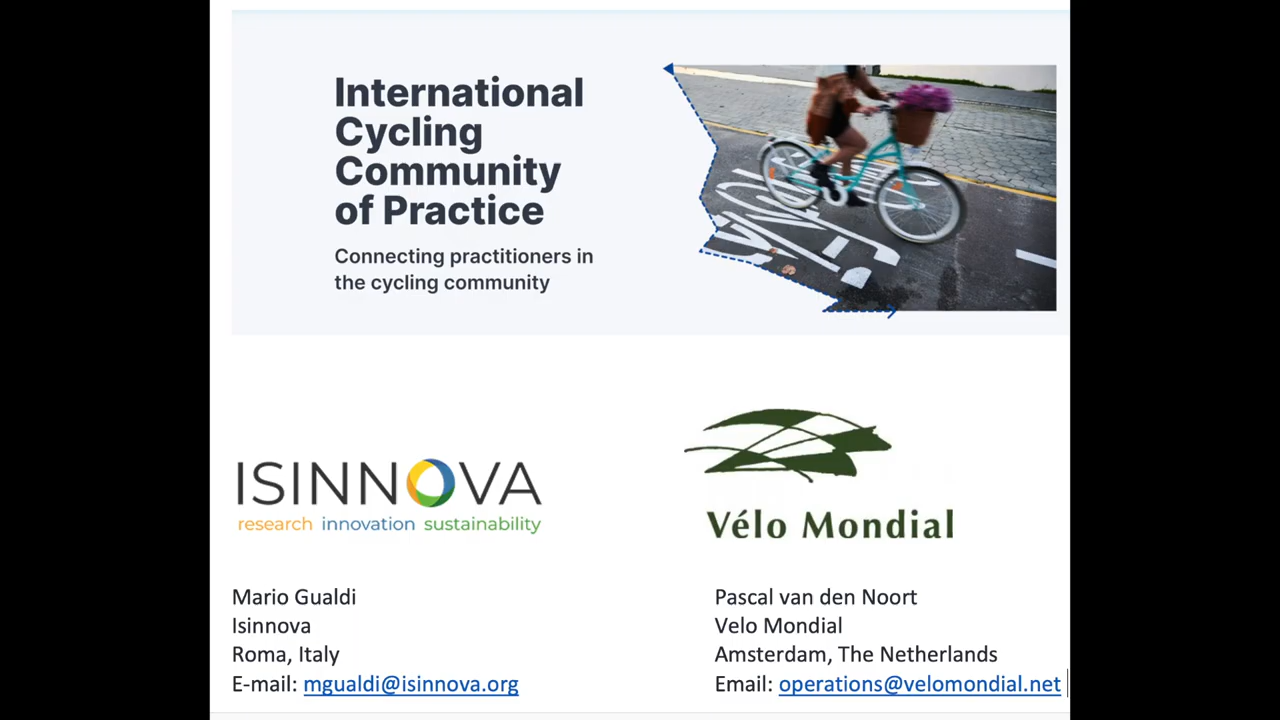 International
Cycling
Community
of Practice
Connecting practitioners in
the cycling community
ISINNOVA
research innovation sustainability
Vélo Mondial
Mario Gualdi
Isinnova
Roma, Italy
E-mail: mgualdi@isinnova.org
Pascal van den Noort
Velo Mondial
Amsterdam, The Netherlands
Email: operations@velomondial.net